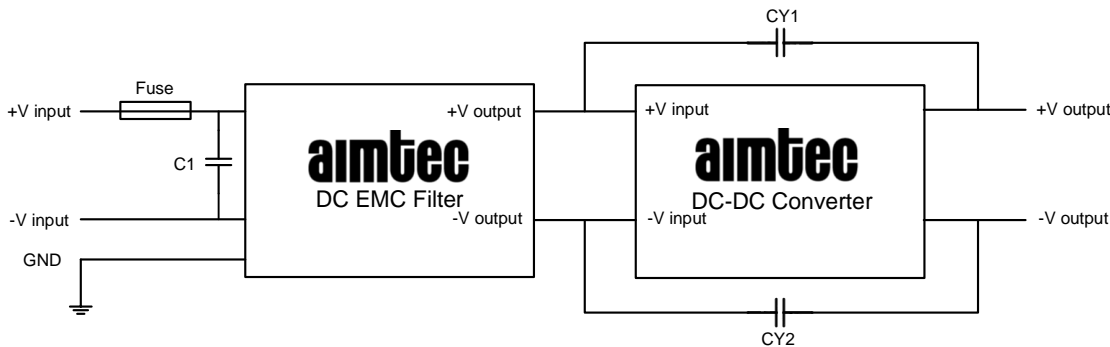 CY1
Fuse
+V input
C1
-V input
GND
+V output
aimtec
DC EMC Filter
-V output
+V input
aimtec
DC-DC Converter
-V input
+V output
-V output
CY2